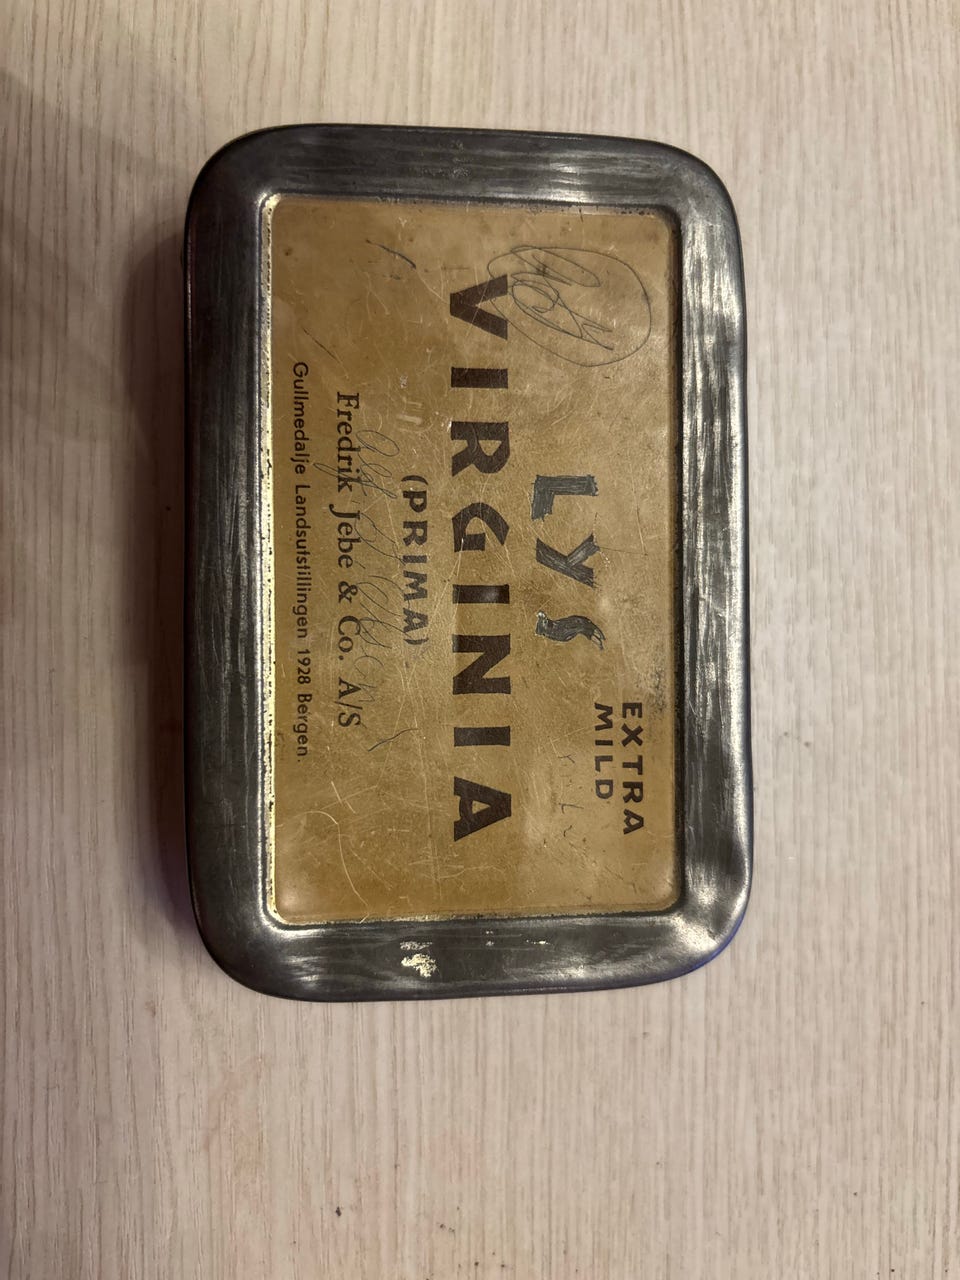 EXTRA
MILD
LYS
VIRGINIA
(PRIMA)
Fredrik Jebe & Co. A/S
Gullmedalje Landsutstillingen 1928 Bergen.